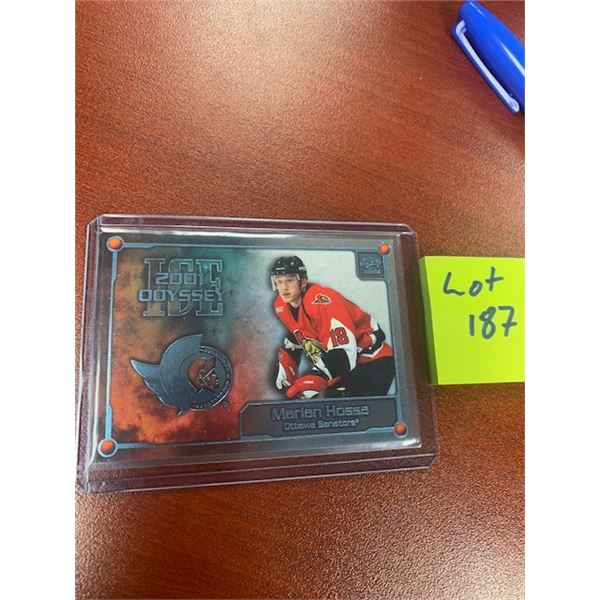 ICE
2001
ODYSSEY
18
Marian Hossa
Ottawa Senators®
Lot
187